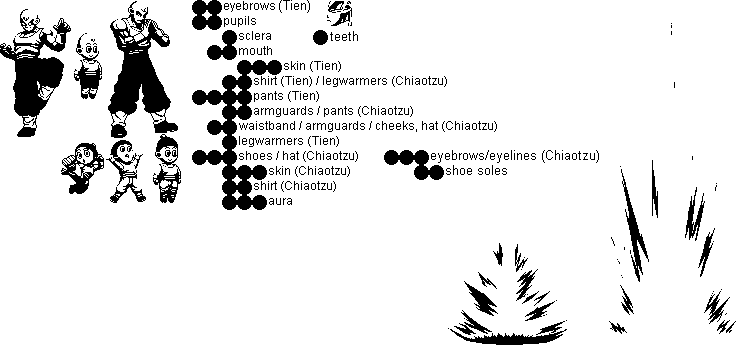 eyebrows (Tien)
pupils
sclera
teeth
mouth
skin (Tien)
shirt (Tien) / legwarmers (Chiaotzu)
pants (Tien)
armguards / pants (Chiaotzu)
waistband / armguards / cheeks, hat (Chiaotzu)
legwarmers (Tien)
shoes / hat (Chiaotzu)
eyebrows/eyelines (Chiaotzu)
skin (Chiaotzu)
shoe soles
shirt (Chiaotzu)
aura